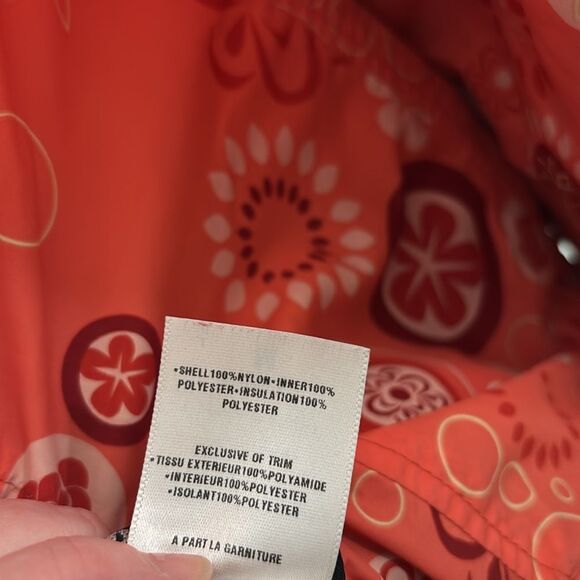 •SHELL100%NYLON•INNER100%
POLYESTER•INSULATION100%
POLYESTER
EXCLUSIVE OF TRIM
•TISSU EXTERIEUR100%POLYAMIDE
•INTERIEUR100%POLYESTER
•ISOLANT100%POLYESTER
A PART LA GARNITURE